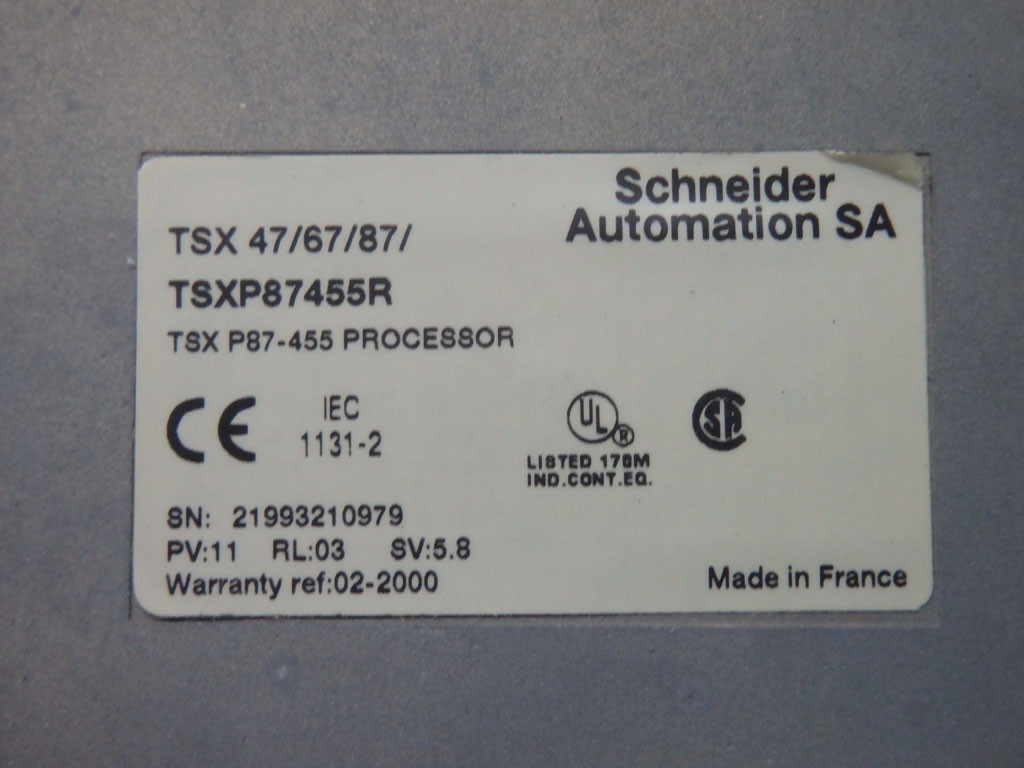 Schneider
Automation SA
TSX 47/67/87/
TSXP87455R
TSX P87-455 PROCESSOR
CE
IEC
1131-2
UL ®
SA
LISTED 178M
IND.CONT.EQ.
SN: 21993210979
PV:11 RL:03 SV:5.8
Warranty ref:02-2000
Made in France